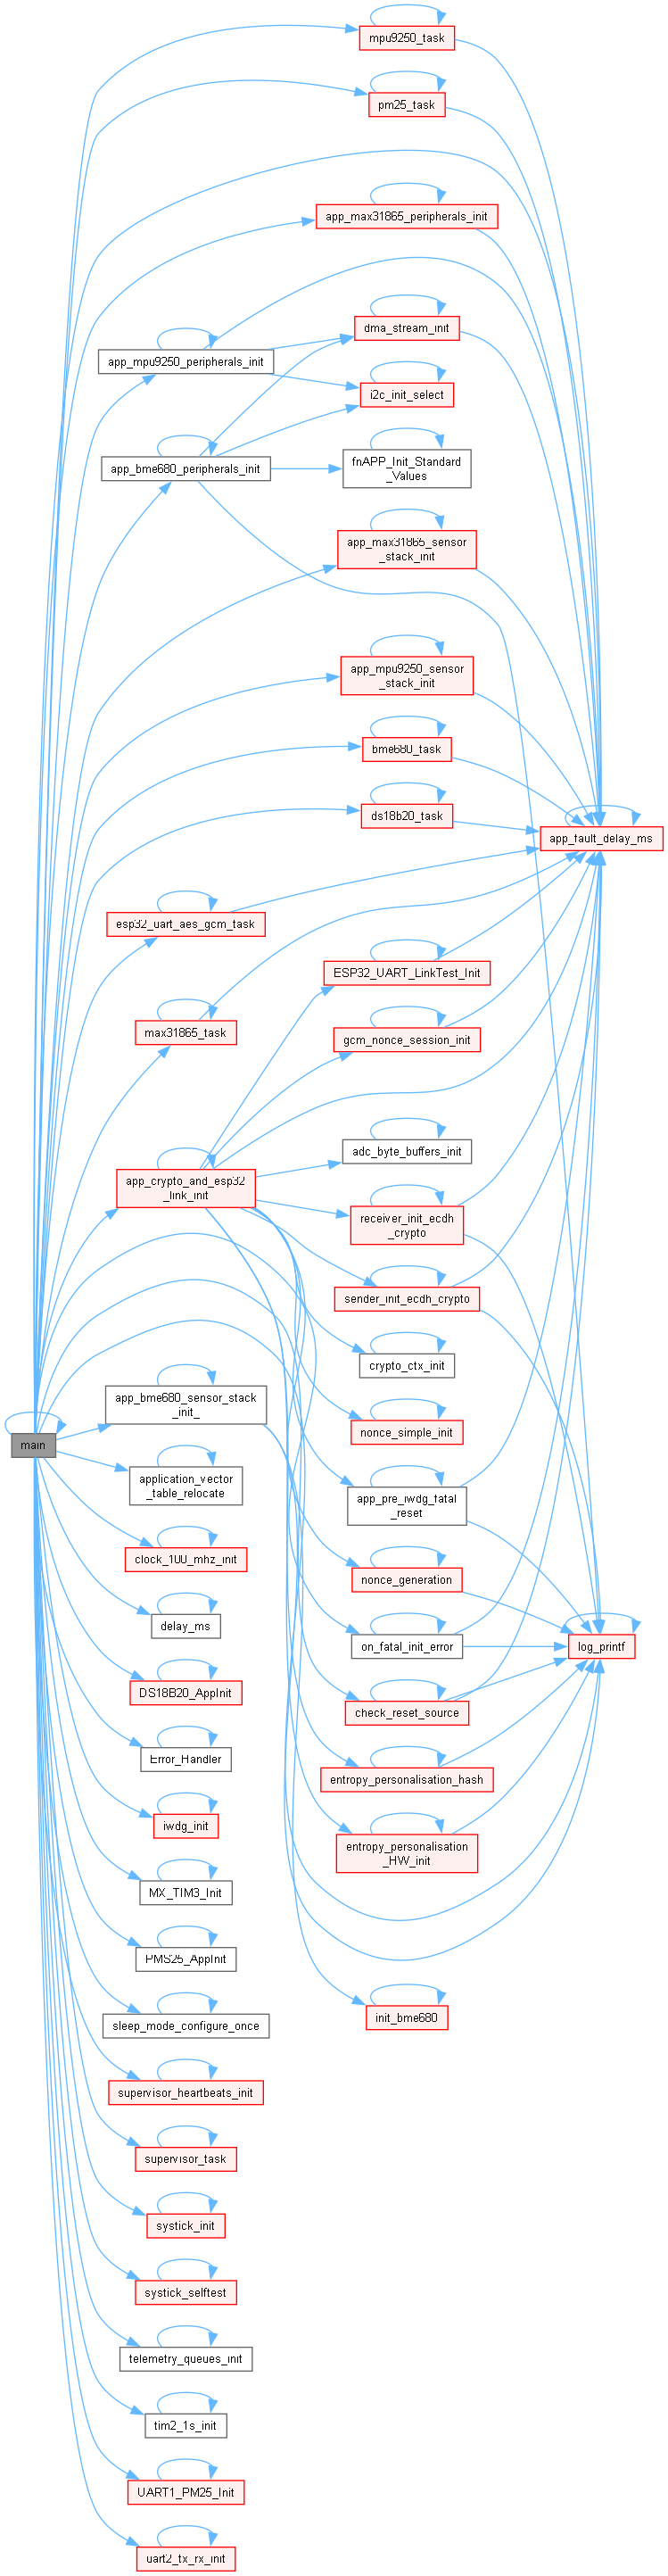 mpu9250_task
pm25_task
app_max31865_peripherals_init
dma_stream_init
app_mpu9250_peripherals_init
i2c_init_select
app_bme680_peripherals_init
fnAPP_Init_Standard
_Values
app_max31865_sensor
_stack_init
app_mpu9250_sensor
_stack_init
bme680_task
ds18b20_task
app_fault_delay_ms
esp32_uart_aes_gcm_task
ESP32_UART_LinkTest_Init
max31865_task
gcm_nonce_session_init
adc_byte_buffers_init
app_crypto_and_esp32
_link_init
receiver_init_ecdh
_crypto
sender_init_ecdh_crypto
crypto_ctx_init
app_bme680_sensor_stack
_init_
nonce_simple_init
main
application_vector
_table_relocate
app_pre_iwdg_fatal
_reset
clock_100_mhz_init
nonce_generation
delay_ms
on_fatal_init_error
log_printf
DS18B20_AppInit
check_reset_source
Error_Handler
entropy_personalisation_hash
iwdg_init
entropy_personalisation
_HW_init
MX_TIM3_Init
PMS25_AppInit
init_bme680
sleep_mode_configure_once
supervisor_heartbeats_init
supervisor_task
systick_init
systick_selftest
telemetry_queues_init
tim2_1s_init
UART1_PM25_Init
uart2_tx_rx_init